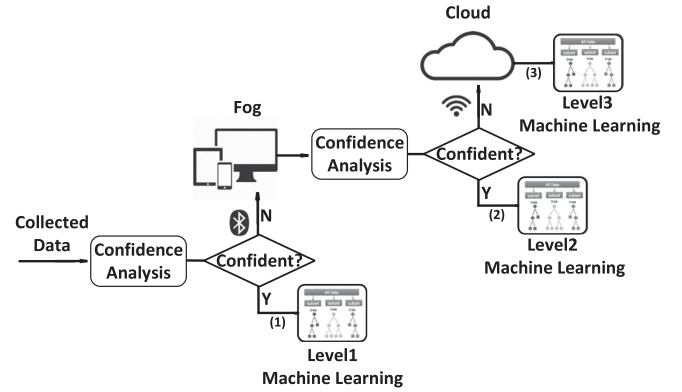 Cloud
(3)
Level3
Machine Learning
N
Fog
Confidence
Analysis
Confident?
Y
(2)
Level2
Machine Learning
N
Collected
Data
Confidence
Analysis
Confident?
Y
(1)
Level1
Machine Learning